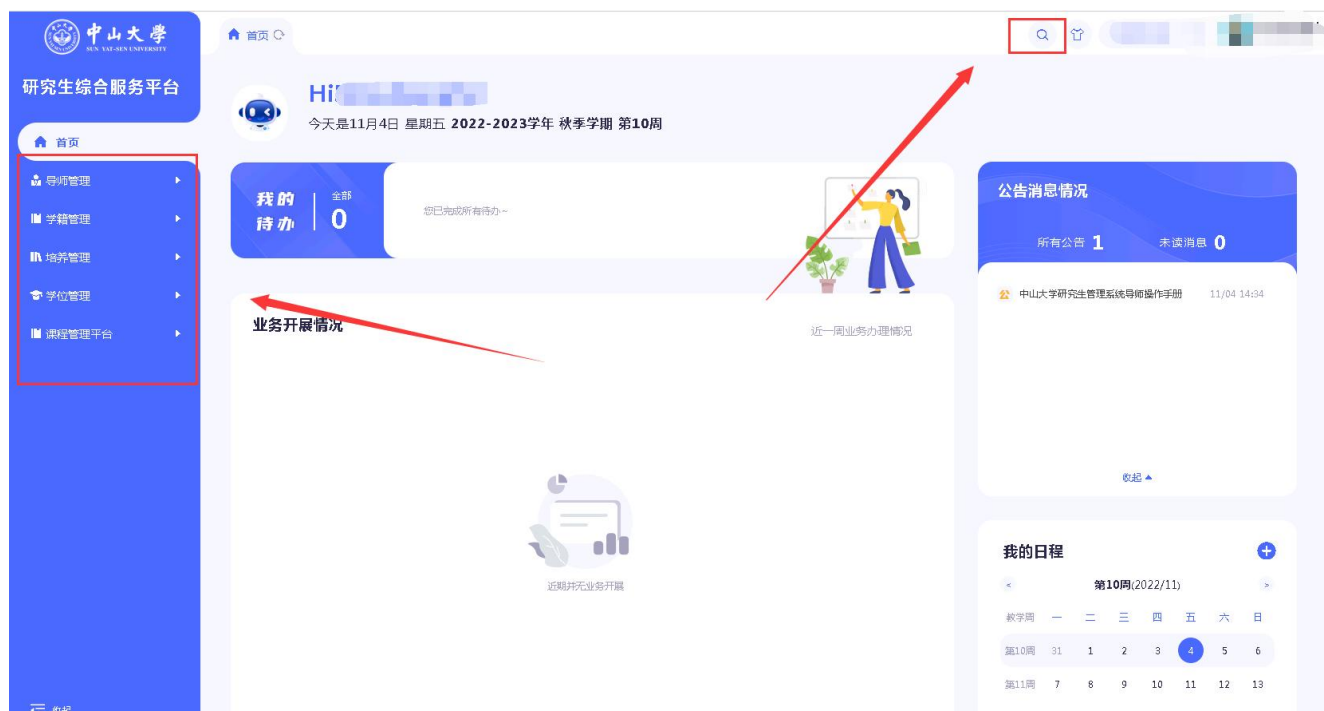 中山大學
SUN YAT-SEN UNIVERSITY
研究生综合服务平台
首页
导师管理
学籍管理
培养管理
学位管理
课程管理平台
收起
首页
Hi
今天是11月4日 星期五 2022-2023学年 秋季学期 第10周
我的待办
全部
0
您已完成所有待办~
业务开展情况
近一周业务办理情况
近期并无业务开展
公告消息情况
所有公告 1 未读消息 0
公 中山大学研究生管理系统导师操作手册 11/04 14:34
收起
我的日程
< 第10周(2022/11) >
教学周 一 二 三 四 五 六 日
第10周 31 1 2 3 4 5 6
第11周 7 8 9 10 11 12 13